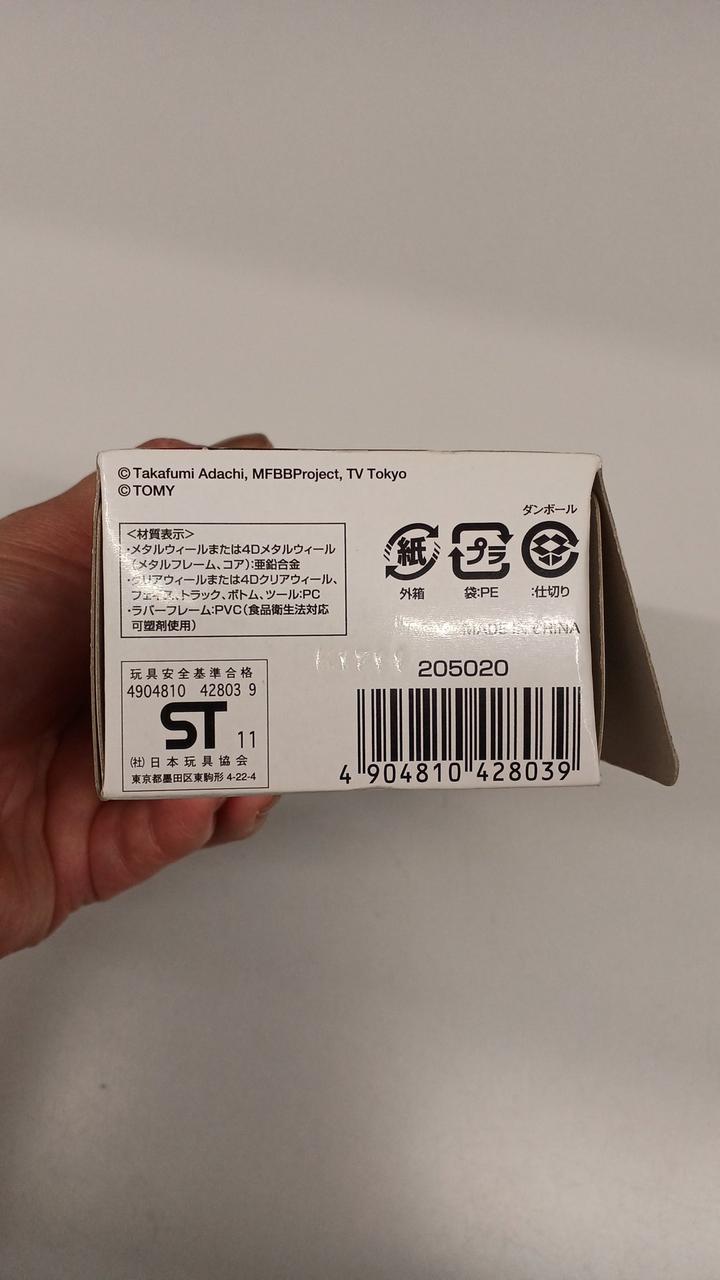 © Takafumi Adachi, MFBBProject, TV Tokyo
© TOMY
<材質表示>
・メタルウィールまたは4Dメタルウィール
(メタルフレーム、コア):亜鉛合金
・クリアウィールまたは4Dクリアウィール、
フェイス、トラック、ボトム、ツール:PC
・ラバーフレーム:PVC(食品衛生法対応
可塑剤使用)
ダンボール
紙
プラ
外箱
袋:PE
:仕切り
MADE IN CHINA
205020
玩具安全基準合格
4904810 42803 9
ST 11
(社)日本玩具協会
東京都墨田区東駒形 4-22-4
4 904810 428039